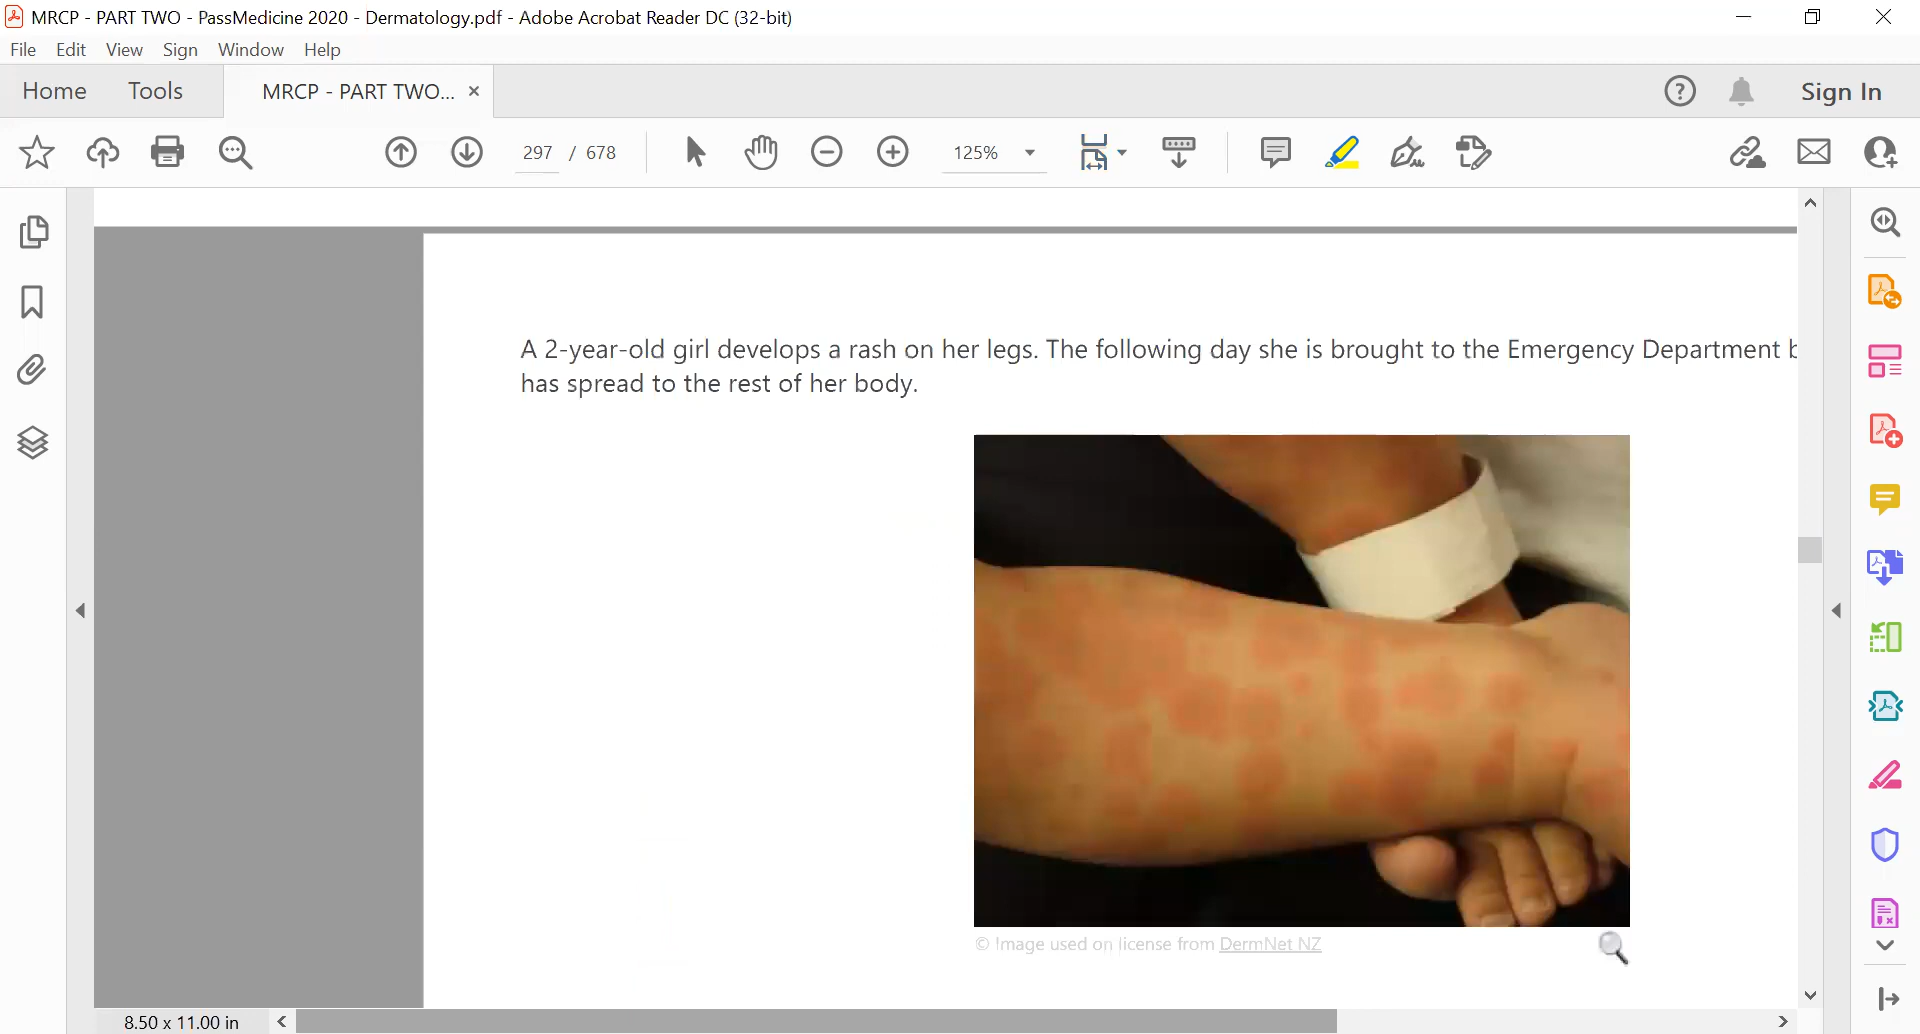 MRCP - PART TWO - PassMedicine 2020 - Dermatology.pdf - Adobe Acrobat Reader DC (32-bit)
File Edit View Sign Window Help
Home Tools MRCP - PART TWO... × Sign In
297 / 678 125%
A 2-year-old girl develops a rash on her legs. The following day she is brought to the Emergency Department
has spread to the rest of her body.
© Image used on license from DermNet NZ
8.50 x 11.00 in